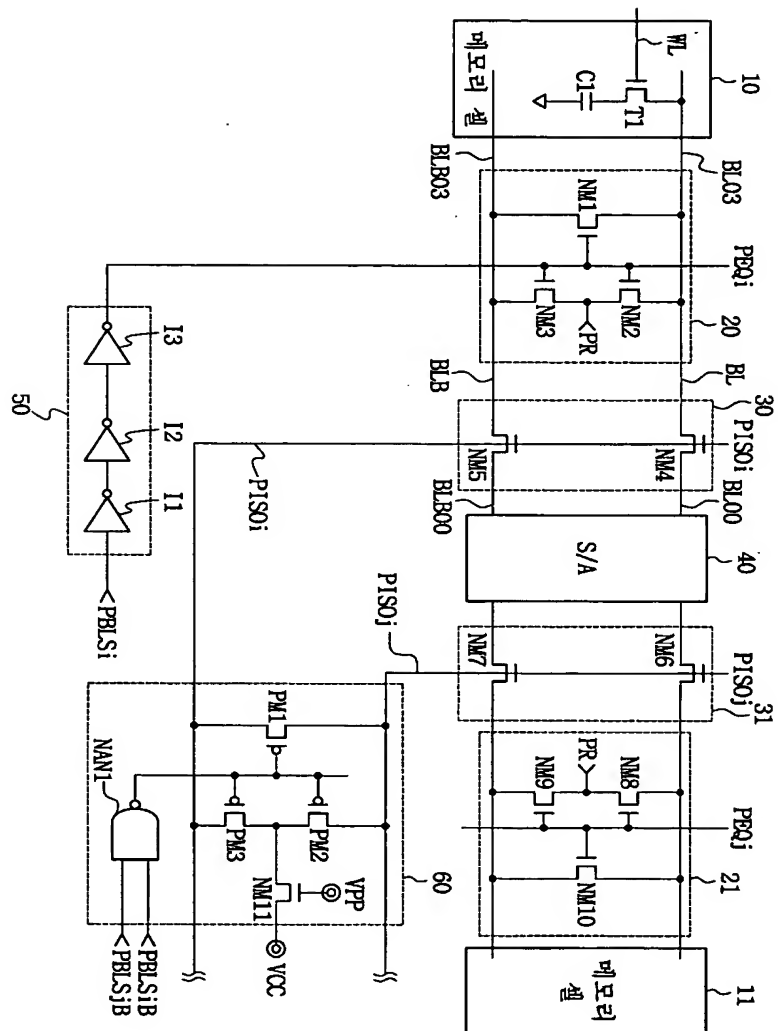 10
WL
T1
C1
메모리 셀
BL03
BLB03
PEQi
NM1
NM2
NM3
PR
20
BL
BLB
30
PISOi
NM4
NM5
BL00
BLB00
PISOi
40
S/A
PISOj
NM6
NM7
31
PISOj
PR
NM8
NM9
PEQj
NM10
21
11
메모리
셀
I3
I2
I1
50
PBLSi
PM1
PM2
PM3
NAN1
NM11
VPP
VCC
60
PBLSiB
PBLSjB